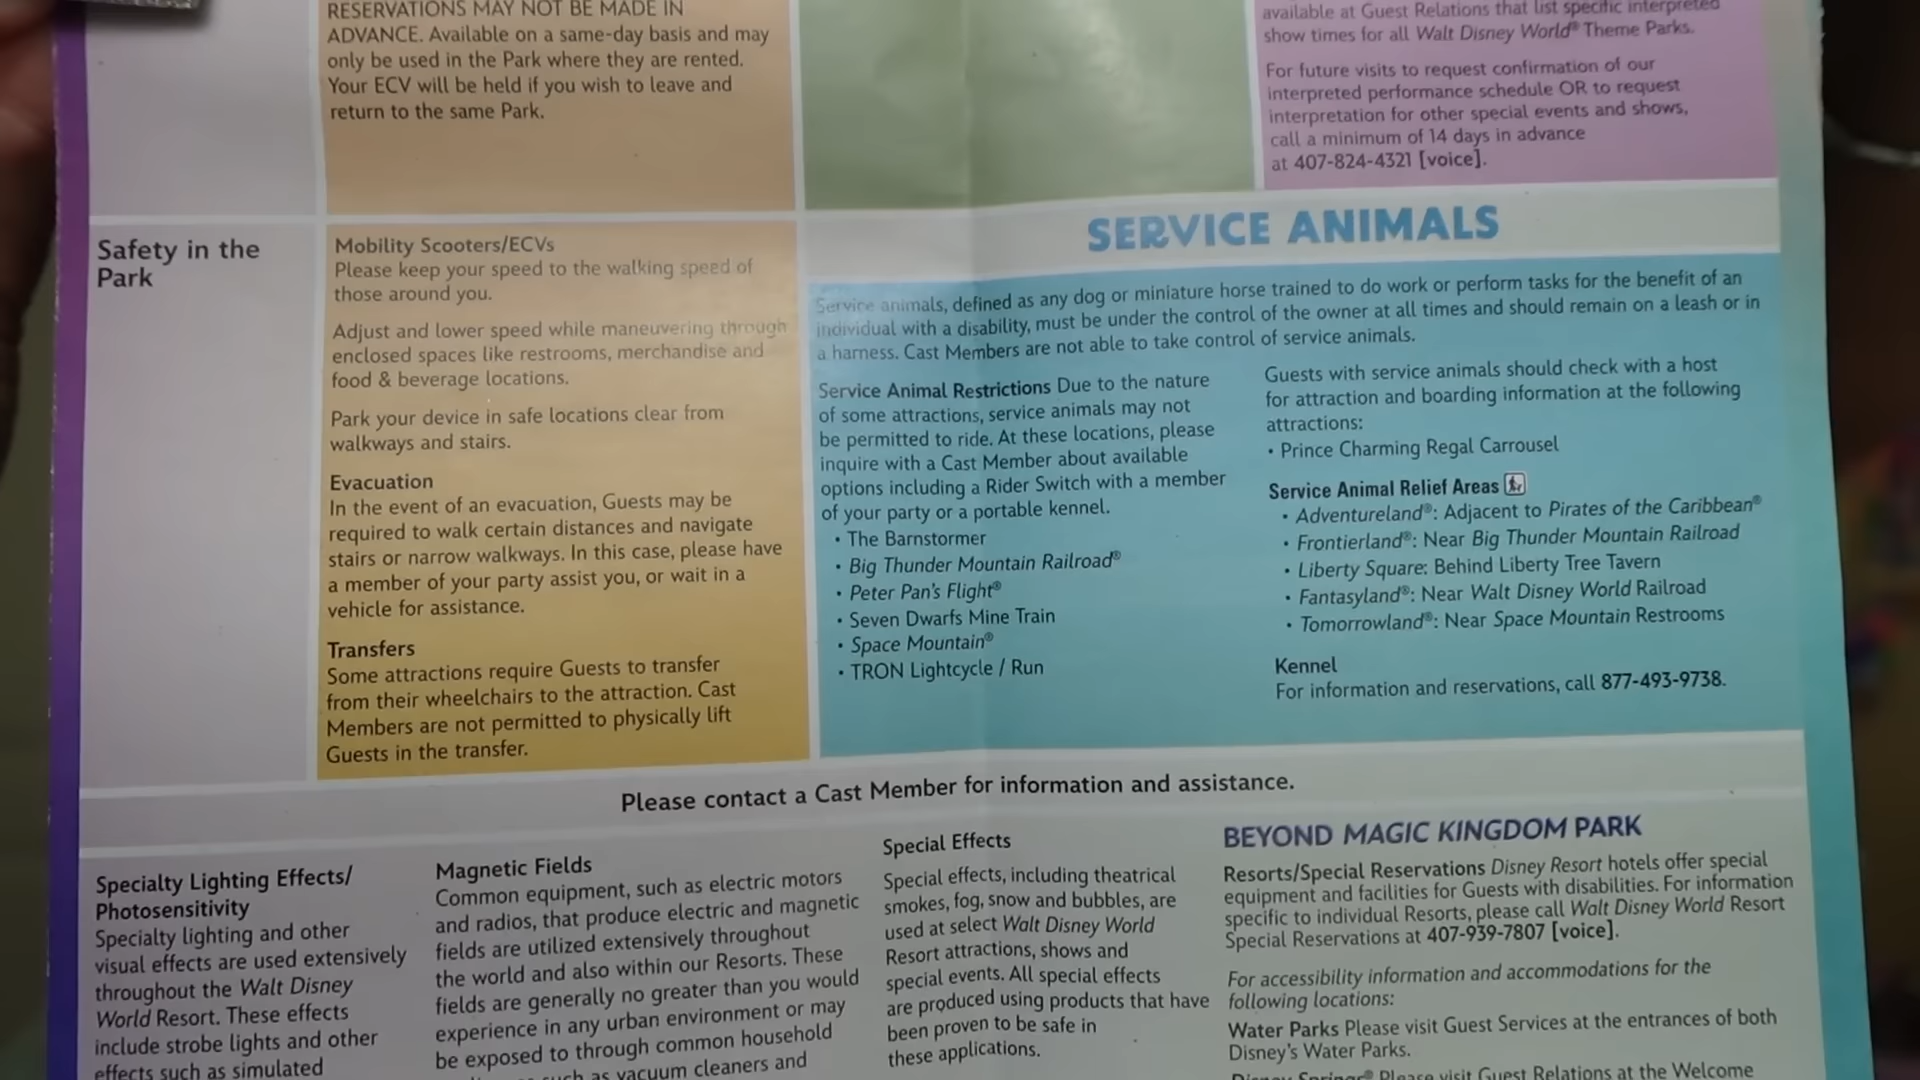 RESERVATIONS MAY NOT BE MADE IN
ADVANCE. Available on a same-day basis and may
only be used in the Park where they are rented.
Your ECV will be held if you wish to leave and
return to the same Park.
available at Guest Relations that list specific interpreted
show times for all Walt Disney World® Theme Parks.
For future visits to request confirmation of our
interpreted performance schedule OR to request
interpretation for other special events and shows,
call a minimum of 14 days in advance
at 407-824-4321 [voice].
Safety in the
Park
Mobility Scooters/ECVs
Please keep your speed to the walking speed of
those around you.
Adjust and lower speed while maneuvering through
enclosed spaces like restrooms, merchandise and
food & beverage locations.
Park your device in safe locations clear from
walkways and stairs.
Evacuation
In the event of an evacuation, Guests may be
required to walk certain distances and navigate
stairs or narrow walkways. In this case, please have
a member of your party assist you, or wait in a
vehicle for assistance.
Transfers
Some attractions require Guests to transfer
from their wheelchairs to the attraction. Cast
Members are not permitted to physically lift
Guests in the transfer.
SERVICE ANIMALS
Service animals, defined as any dog or miniature horse trained to do work or perform tasks for the benefit of an
individual with a disability, must be under the control of the owner at all times and should remain on a leash or in
a harness. Cast Members are not able to take control of service animals.
Service Animal Restrictions Due to the nature
of some attractions, service animals may not
be permitted to ride. At these locations, please
inquire with a Cast Member about available
options including a Rider Switch with a member
of your party or a portable kennel.
• The Barnstormer
• Big Thunder Mountain Railroad®
• Peter Pan's Flight®
• Seven Dwarfs Mine Train
• Space Mountain®
• TRON Lightcycle / Run
Guests with service animals should check with a host
for attraction and boarding information at the following
attractions:
• Prince Charming Regal Carrousel
Service Animal Relief Areas
• Adventureland®: Adjacent to Pirates of the Caribbean®
• Frontierland®: Near Big Thunder Mountain Railroad
• Liberty Square: Behind Liberty Tree Tavern
• Fantasyland®: Near Walt Disney World Railroad
• Tomorrowland®: Near Space Mountain Restrooms
Kennel
For information and reservations, call 877-493-9738.
Please contact a Cast Member for information and assistance.
Specialty Lighting Effects/
Photosensitivity
Specialty lighting and other
visual effects are used extensively
throughout the Walt Disney
World Resort. These effects
include strobe lights and other
effects such as simulated
Magnetic Fields
Common equipment, such as electric motors
and radios, that produce electric and magnetic
fields are utilized extensively throughout
the world and also within our Resorts. These
fields are generally no greater than you would
experience in any urban environment or may
be exposed to through common household
such as vacuum cleaners and
Special Effects
Special effects, including theatrical
smokes, fog, snow and bubbles, are
used at select Walt Disney World
Resort attractions, shows and
special events. All special effects
are produced using products that have
been proven to be safe in
these applications.
BEYOND MAGIC KINGDOM PARK
Resorts/Special Reservations Disney Resort hotels offer special
equipment and facilities for Guests with disabilities. For information
specific to individual Resorts, please call Walt Disney World Resort
Special Reservations at 407-939-7807 [voice].
For accessibility information and accommodations for the
following locations:
Water Parks Please visit Guest Services at the entrances of both
Disney's Water Parks.
Disney Springs® Please visit Guest Relations at the Welcome